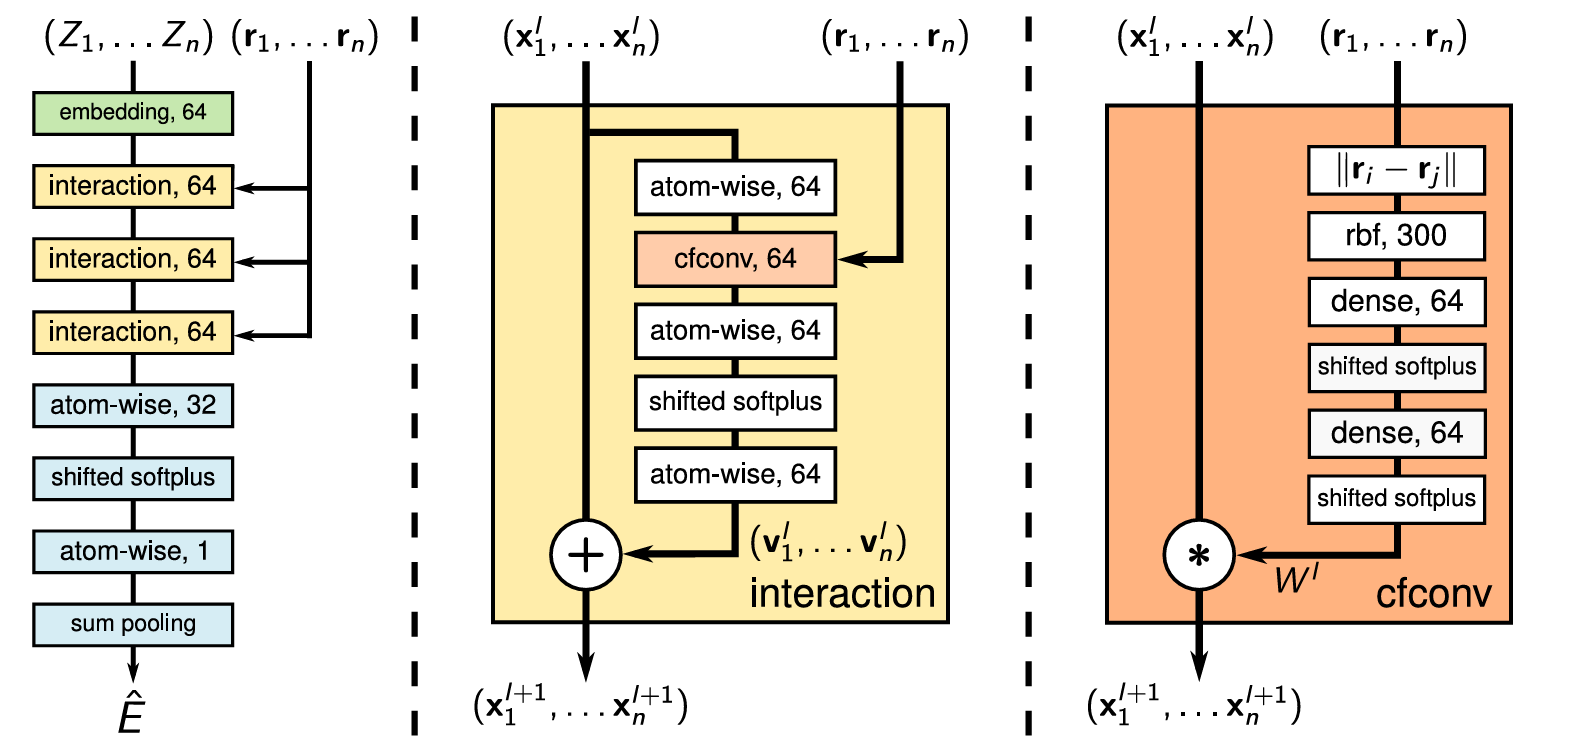 (Z₁, … Zₙ) (r₁, … rₙ)
embedding, 64
interaction, 64
interaction, 64
interaction, 64
atom-wise, 32
shifted softplus
atom-wise, 1
sum pooling
Ê
(x₁ˡ, … xₙˡ) (r₁, … rₙ)
atom-wise, 64
cfconv, 64
atom-wise, 64
shifted softplus
atom-wise, 64
+
(v₁ˡ, … vₙˡ)
interaction
(x₁ˡ⁺¹, … xₙˡ⁺¹)
(x₁ˡ, … xₙˡ) (r₁, … rₙ)
‖rᵢ − rⱼ‖
rbf, 300
dense, 64
shifted softplus
dense, 64
shifted softplus
*
Wˡ
cfconv
(x₁ˡ⁺¹, … xₙˡ⁺¹)